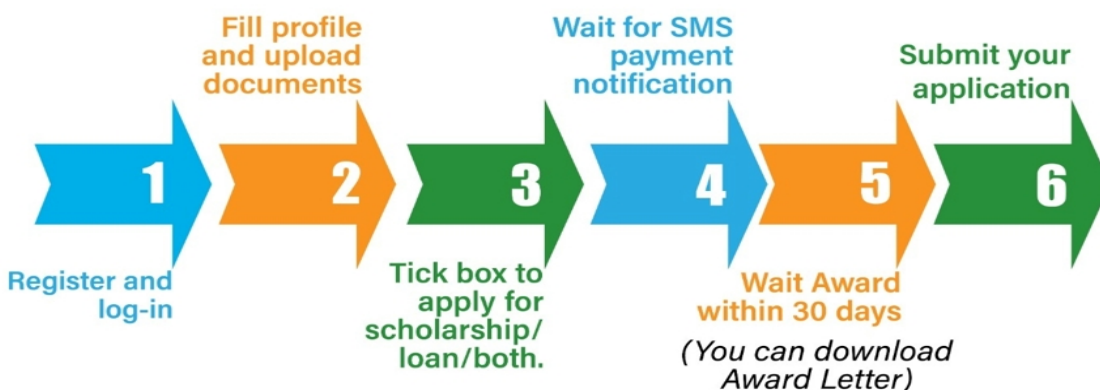 1
Register and
log-in
Fill profile
and upload
documents
2
3
Tick box to
apply for
scholarship/
loan/both.
Wait for SMS
payment
notification
4
5
Wait Award
within 30 days
(You can download
Award Letter)
Submit your
application
6